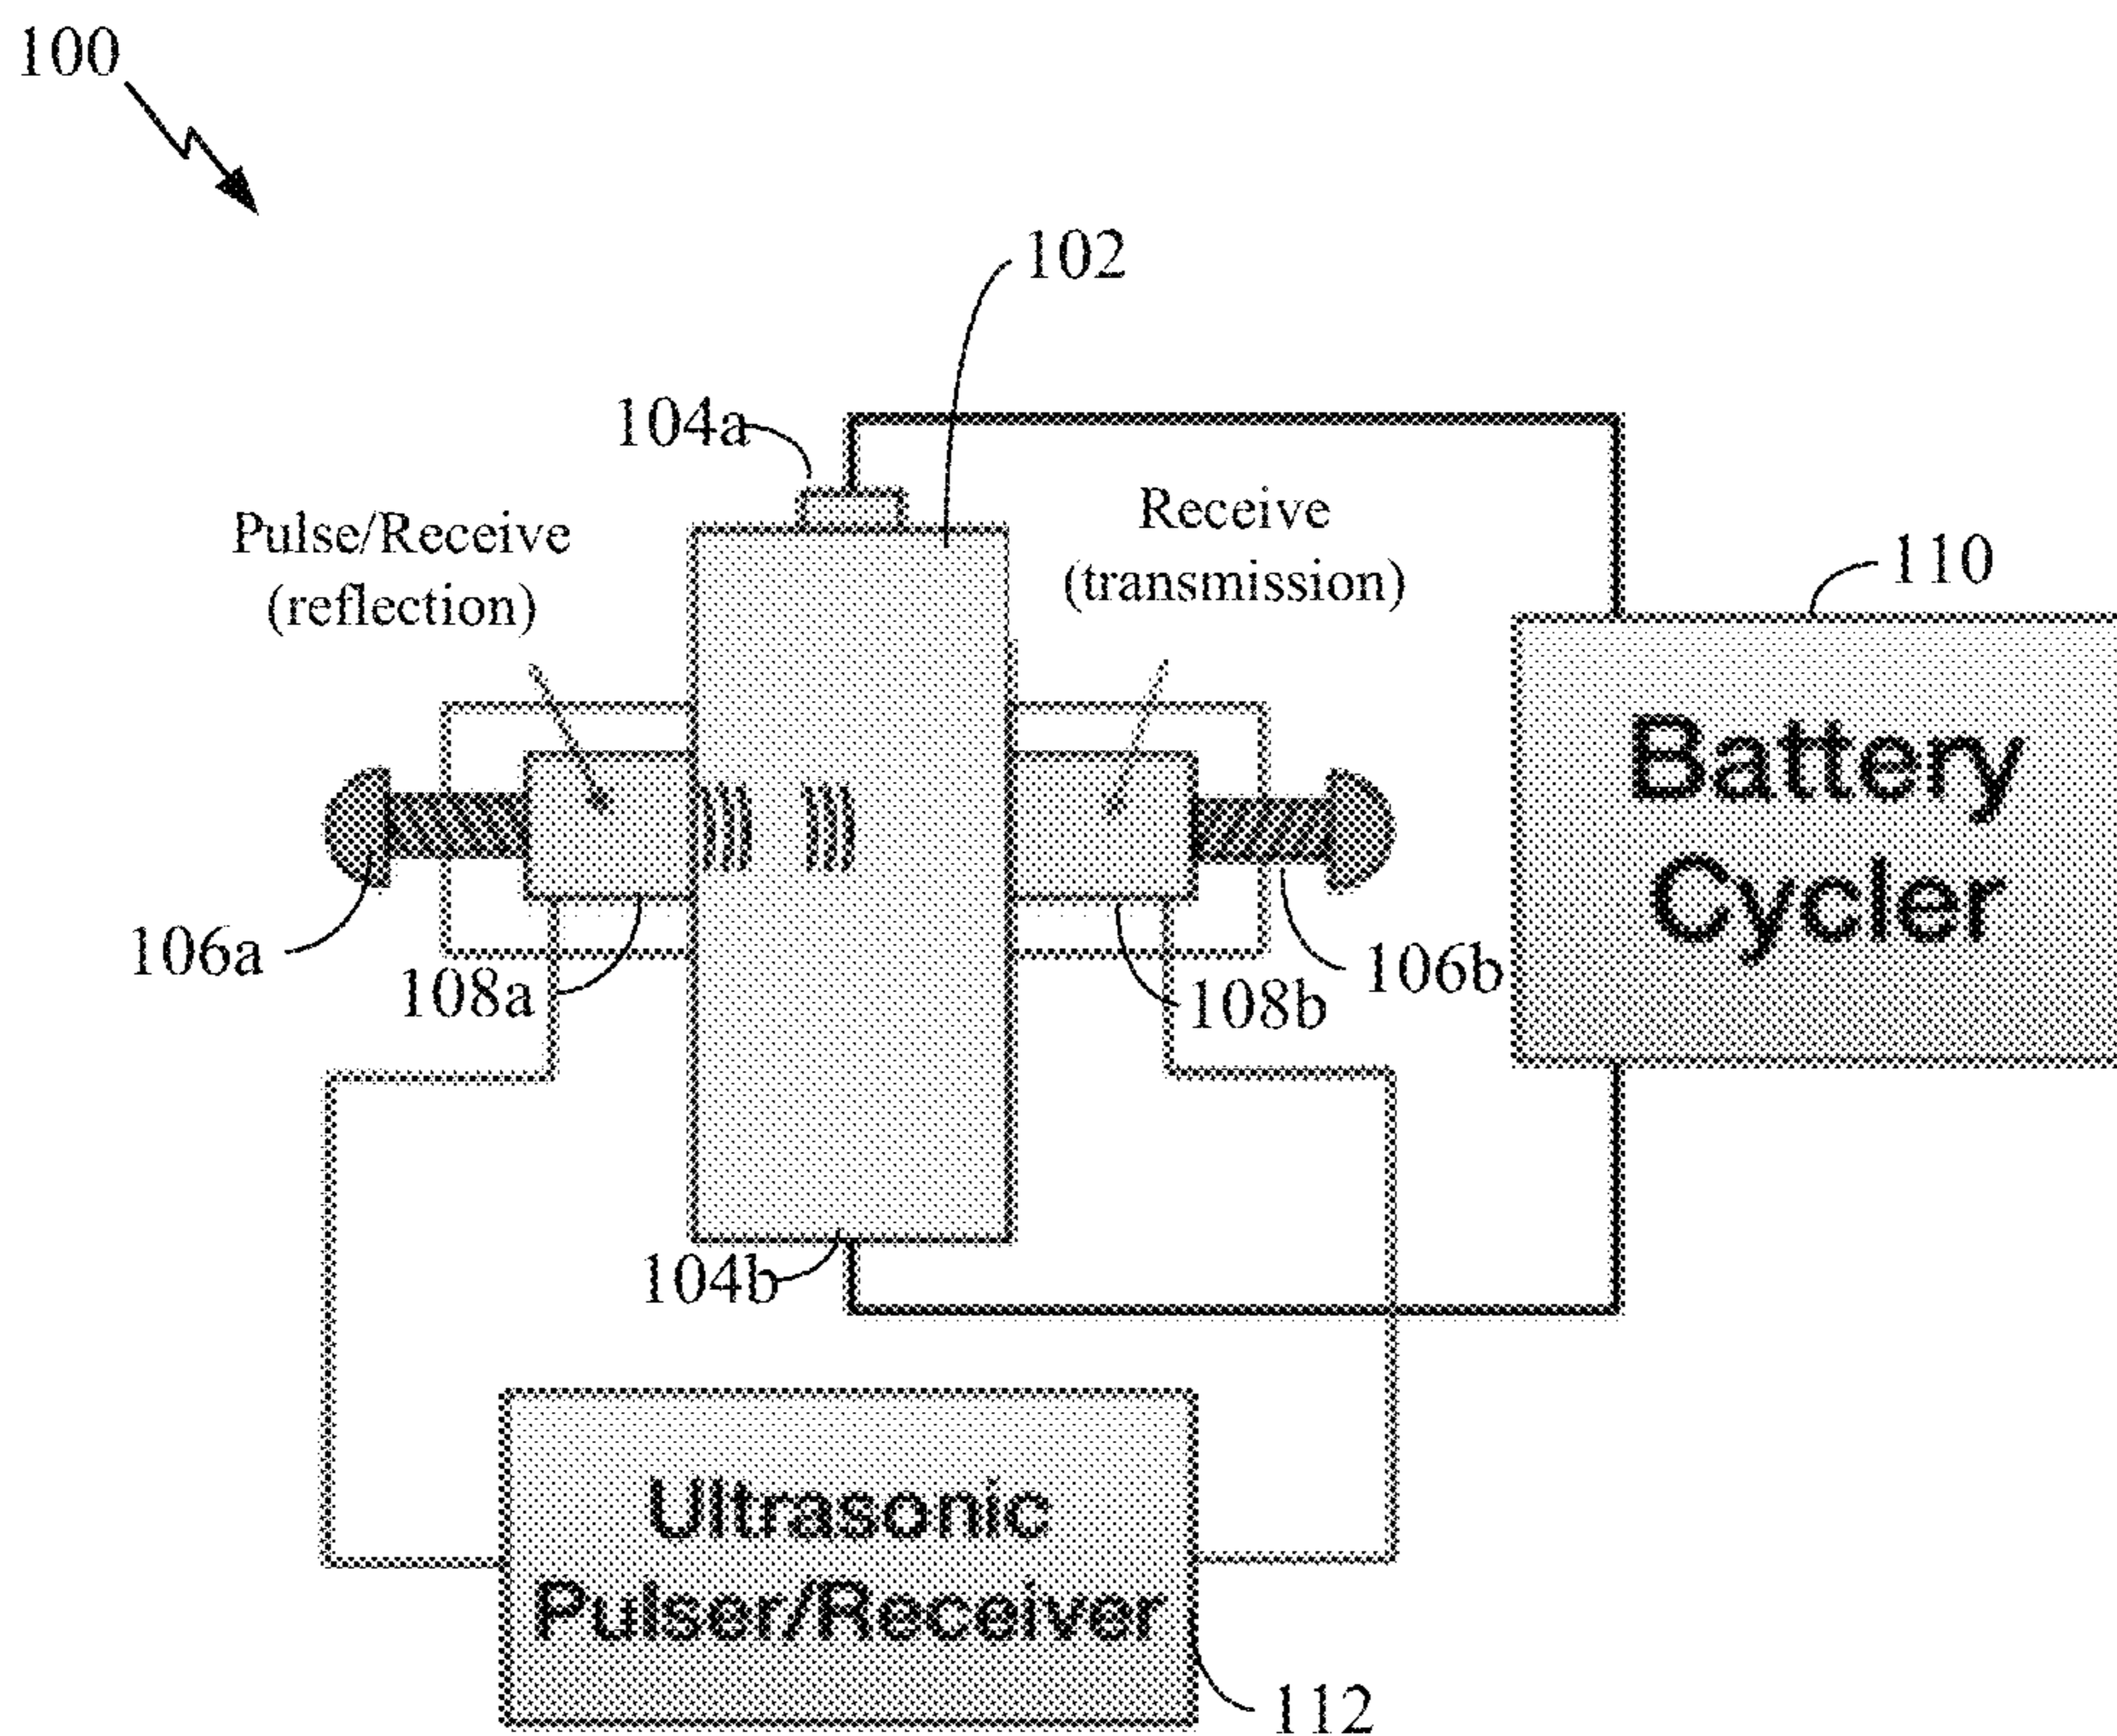 100
102
104a
Pulse/Receive
(reflection)
Receive
(transmission)
110
Battery
Cycler
106a
108a
108b
106b
104b
Ultrasonic
Pulser/Receiver
112